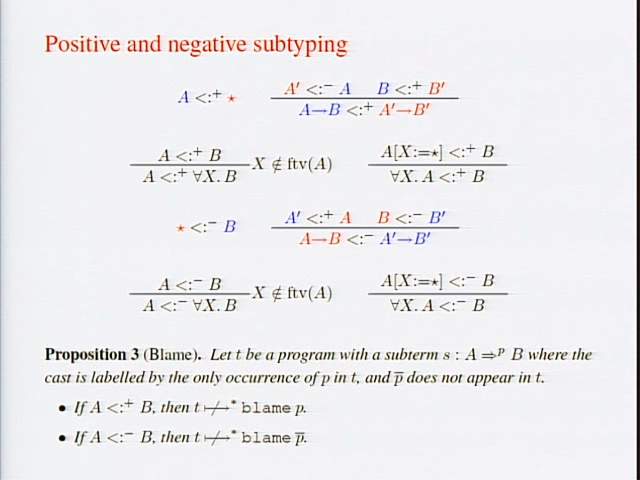 Positive and negative subtyping
A <:⁺ ⋆    A′ <:⁻ A    B <:⁺ B′
A→B <:⁺ A′→B′
A <:⁺ B    X ∉ ftv(A)    A[X:=⋆] <:⁺ B
A <:⁺ ∀X. B    ∀X. A <:⁺ B
⋆ <:⁻ B    A′ <:⁺ A    B <:⁻ B′
A→B <:⁻ A′→B′
A <:⁻ B    X ∉ ftv(A)    A[X:=⋆] <:⁻ B
A <:⁻ ∀X. B    ∀X. A <:⁻ B
Proposition 3 (Blame). Let t be a program with a subterm s : A ⇒ᵖ B where the
cast is labelled by the only occurrence of p in t, and p̅ does not appear in t.
• If A <:⁺ B, then t ↦̸* blame p.
• If A <:⁻ B, then t ↦̸* blame p̅.